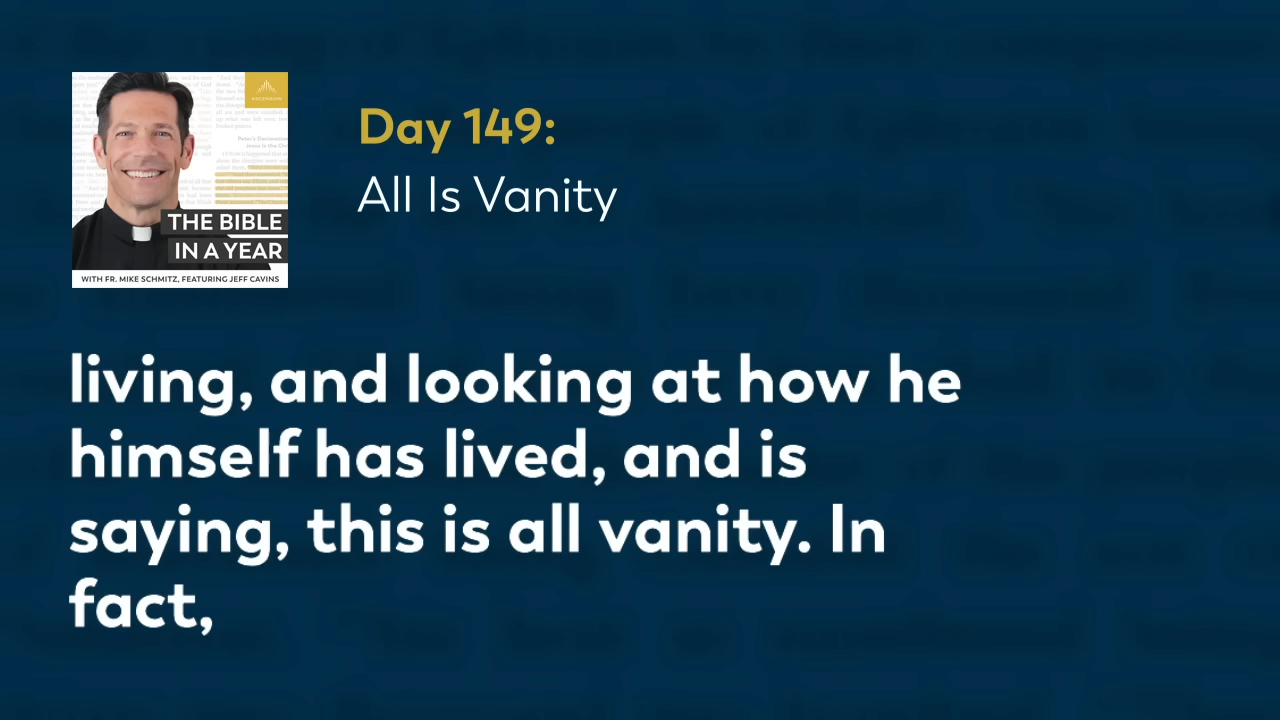 ASCENSION
THE BIBLE
IN A YEAR
WITH FR. MIKE SCHMITZ, FEATURING JEFF CAVINS
Day 149:
All Is Vanity
living, and looking at how he
himself has lived, and is
saying, this is all vanity. In
fact,